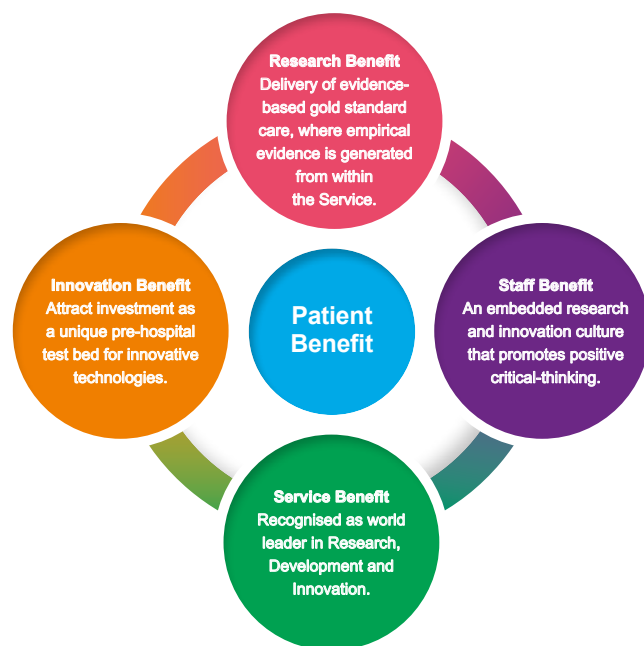 Research Benefit
Delivery of evidence-
based gold standard
care, where empirical
evidence is generated
from within
the Service.
Innovation Benefit
Attract investment as
a unique pre-hospital
test bed for innovative
technologies.
Patient
Benefit
Staff Benefit
An embedded research
and innovation culture
that promotes positive
critical-thinking.
Service Benefit
Recognised as world
leader in Research,
Development and
Innovation.